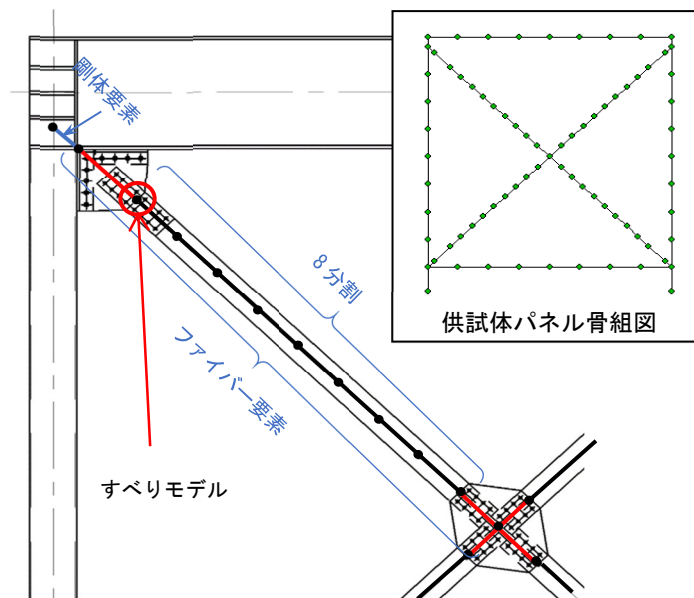 剛体要素
8分割
ファイバー要素
すべりモデル
供試体パネル骨組図